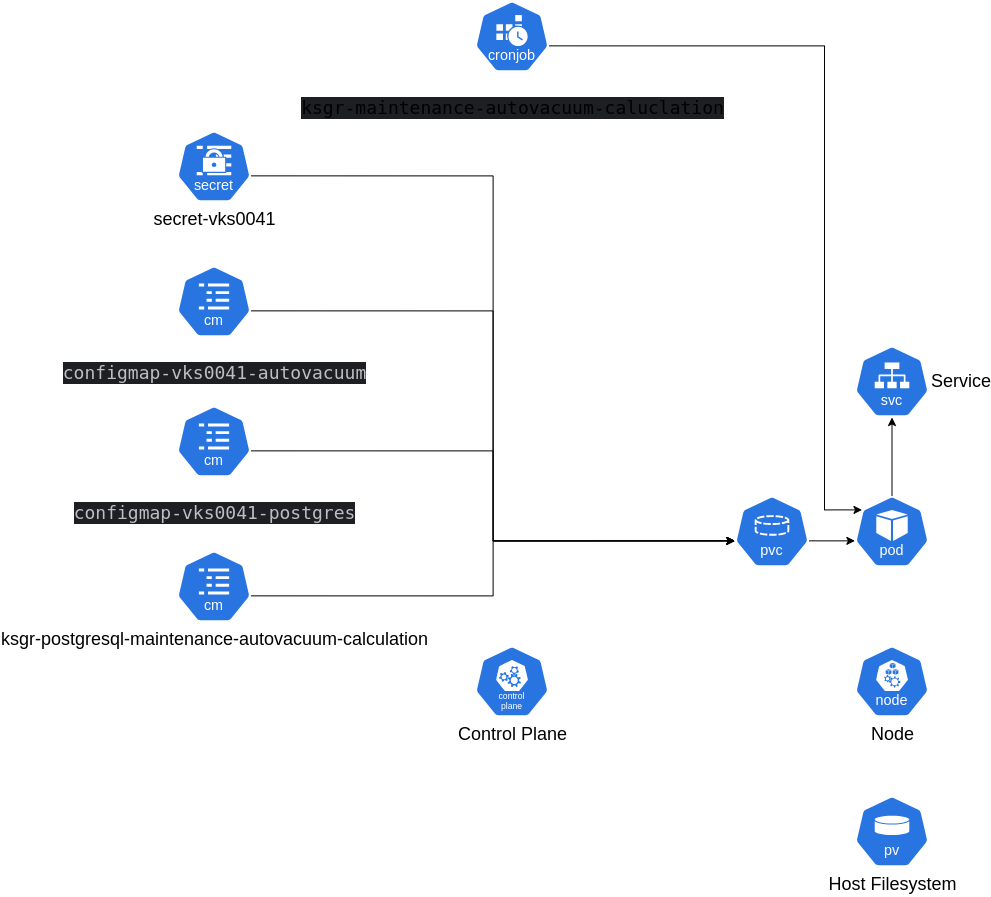 cronjob
ksgr-maintenance-autovacuum-caluclation
secret
secret-vks0041
cm
configmap-vks0041-autovacuum
svc
Service
cm
configmap-vks0041-postgres
pvc
pod
cm
ksgr-postgresql-maintenance-autovacuum-calculation
control
plane
Control Plane
node
Node
pv
Host Filesystem